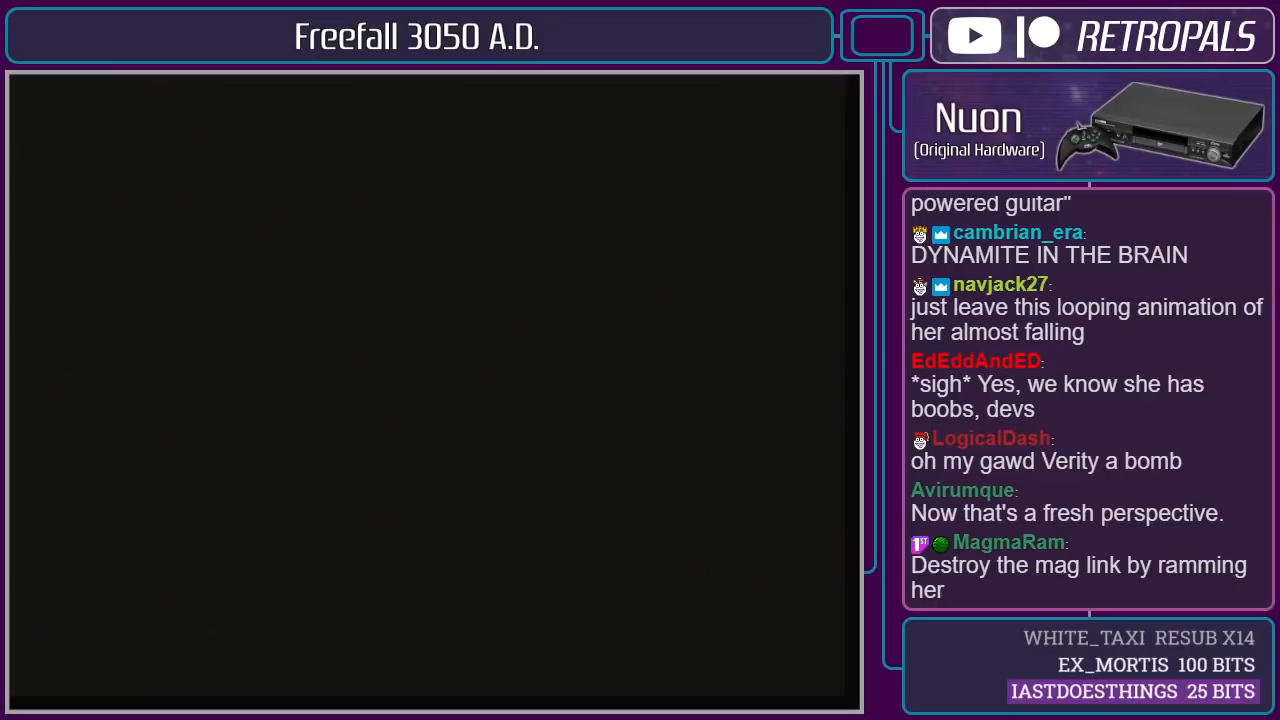 Freefall 3050 A.D.
RETROPALS
Nuon
(Original Hardware)
powered guitar"
cambrian_era:
DYNAMITE IN THE BRAIN
navjack27:
just leave this looping animation of
her almost falling
EdEddAndED:
*sigh* Yes, we know she has
boobs, devs
LogicalDash:
oh my gawd Verity a bomb
Avirumque:
Now that's a fresh perspective.
1ST MagmaRam:
Destroy the mag link by ramming
her
WHITE_TAXI RESUB X14
EX_MORTIS 100 BITS
IASTDOESTHINGS 25 BITS